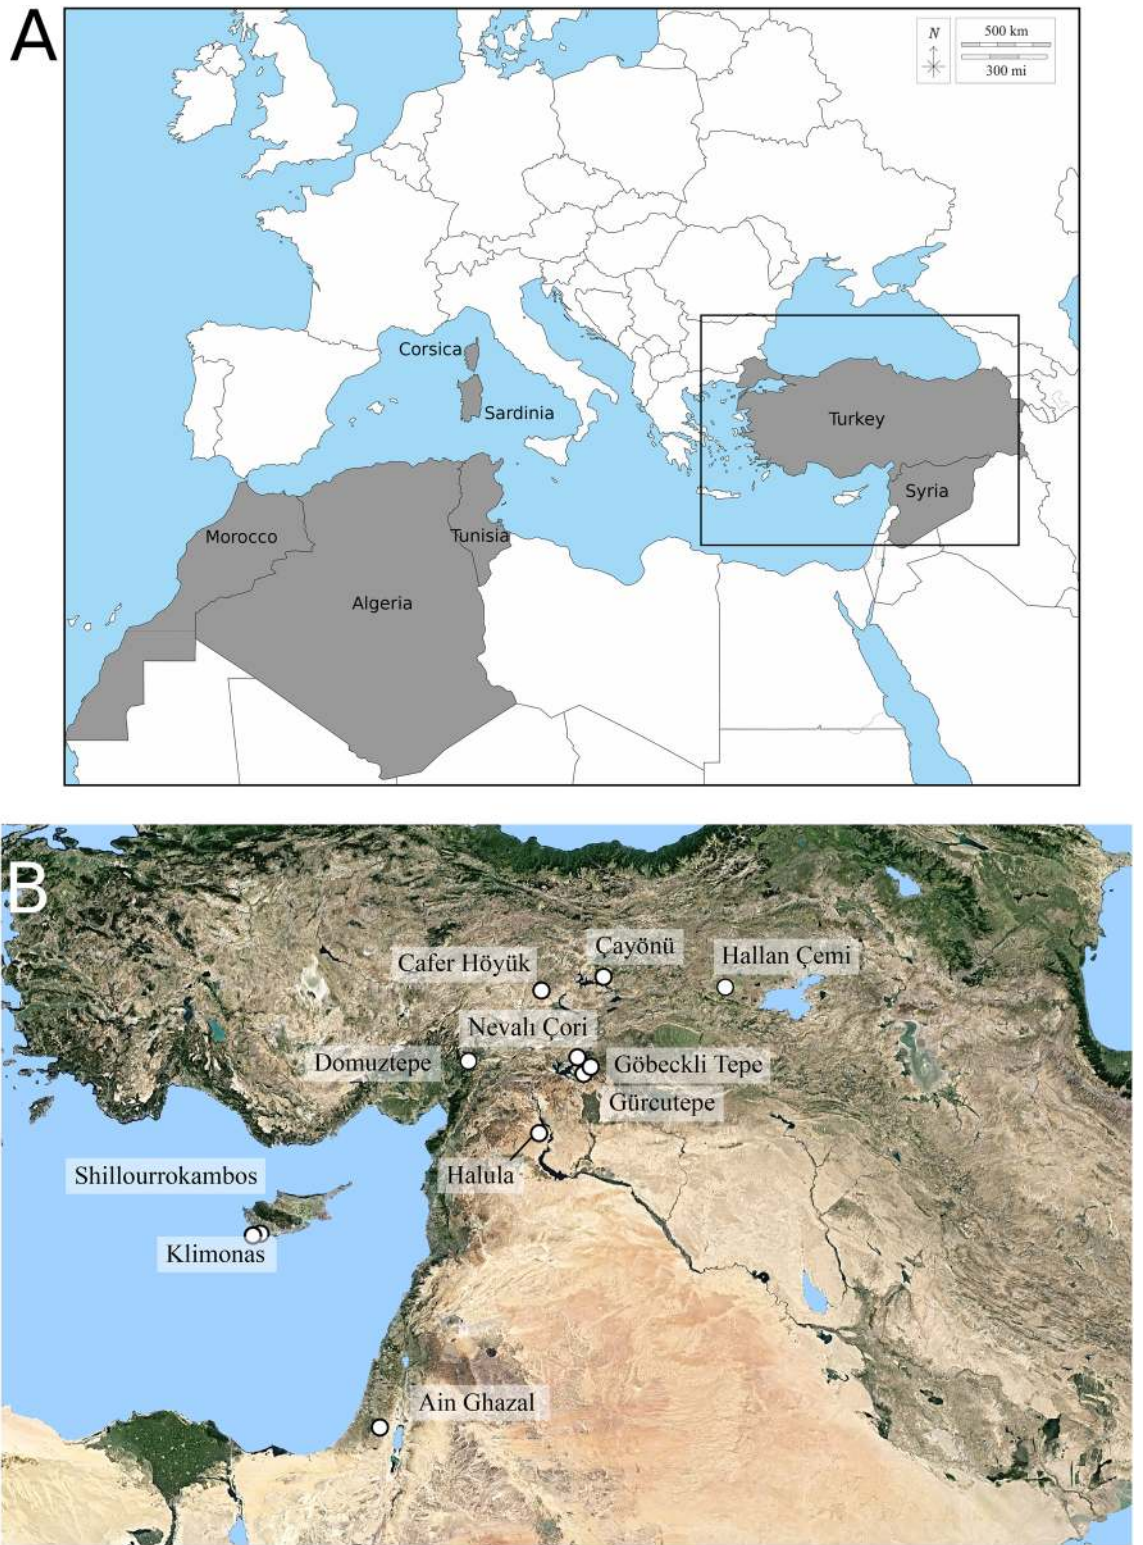 A
N
500 km
300 mi
Corsica
Sardinia
Turkey
Syria
Morocco
Tunisia
Algeria
B
Çayönü
Cafer Höyük
Hallan Çemi
Nevalı Çori
Domuztepe
Göbeckli Tepe
Gürcutepe
Halula
Shillourrokambos
Klimonas
Ain Ghazal